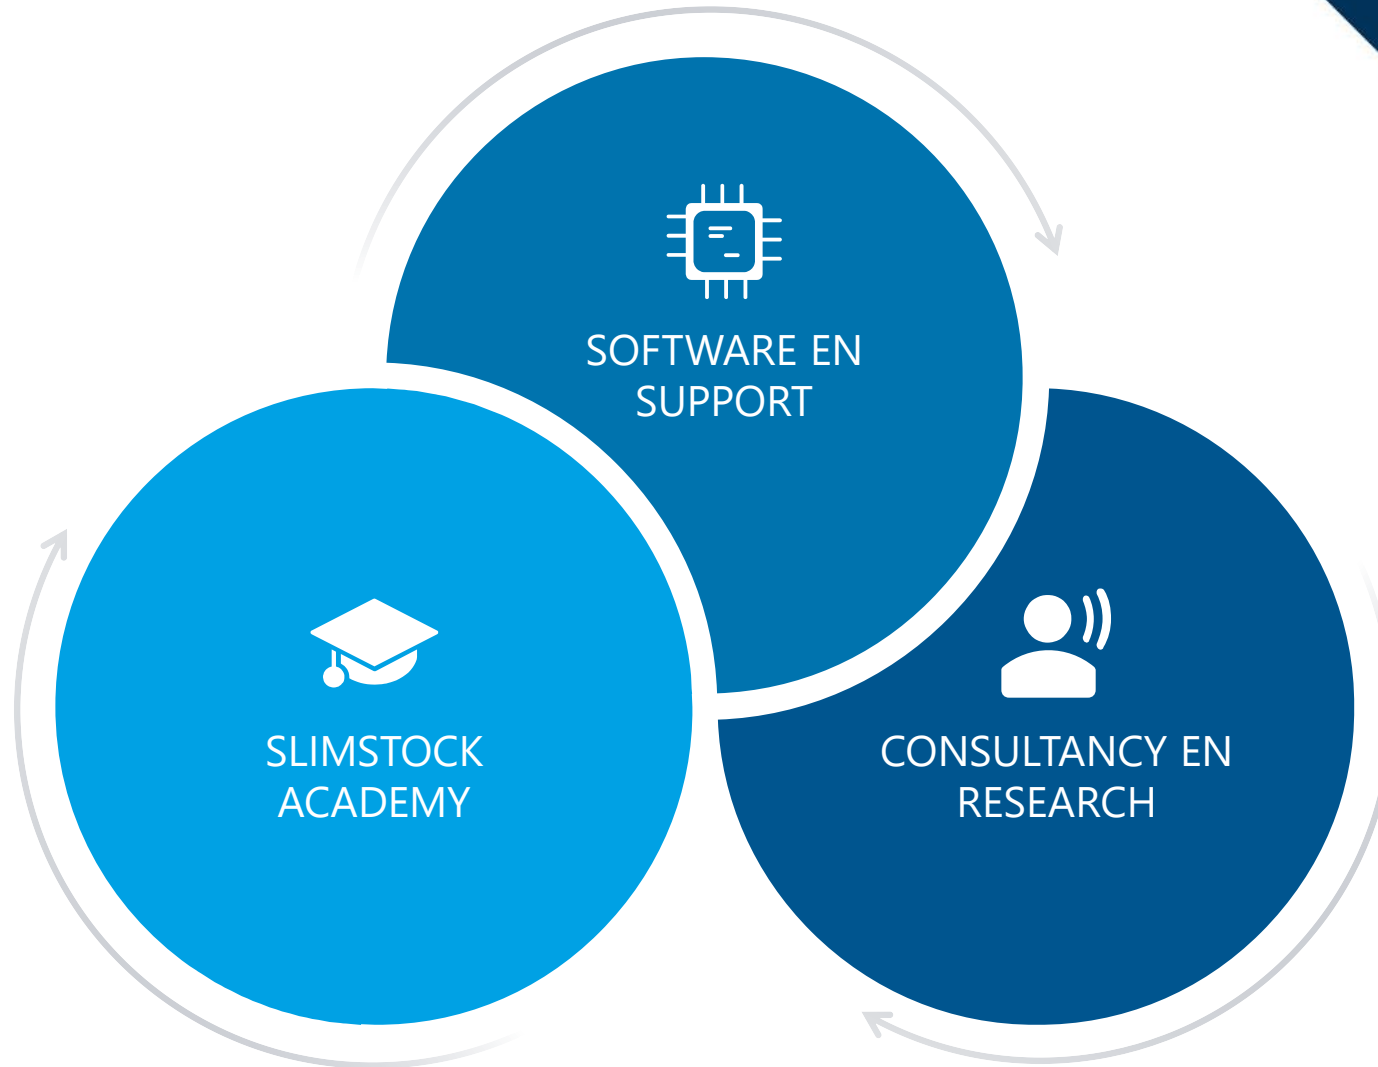 SOFTWARE EN
SUPPORT
SLIMSTOCK
ACADEMY
CONSULTANCY EN
RESEARCH